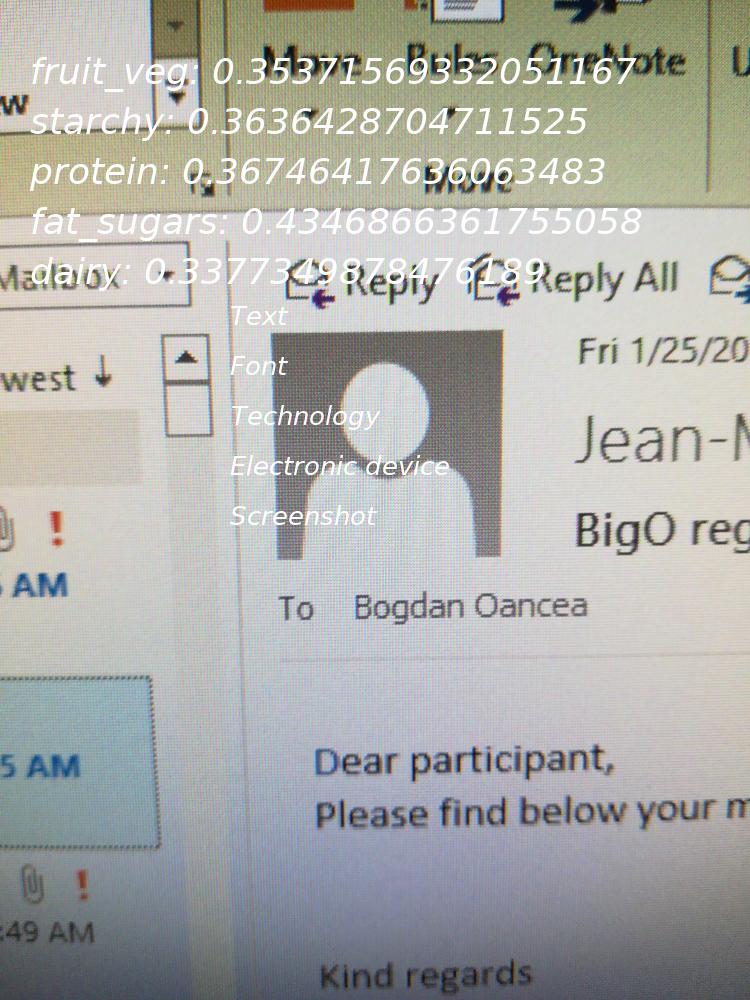 Move Rules OneNote
fruit_veg: 0.35371569332051167
w
starchy: 0.3636428704711525
protein: 0.36746417636063483
Move
fat_sugars: 0.4346866361755058
dairy: 0.3377349878476189
Mailbox
Reply Reply All
Text
Fri 1/25/20
Font
west ↓
Technology
Jean-
Electronic device
Screenshot
BigO reg
AM
To Bogdan Oancea
5 AM
Dear participant,
Please find below your m
:49 AM
Kind regards